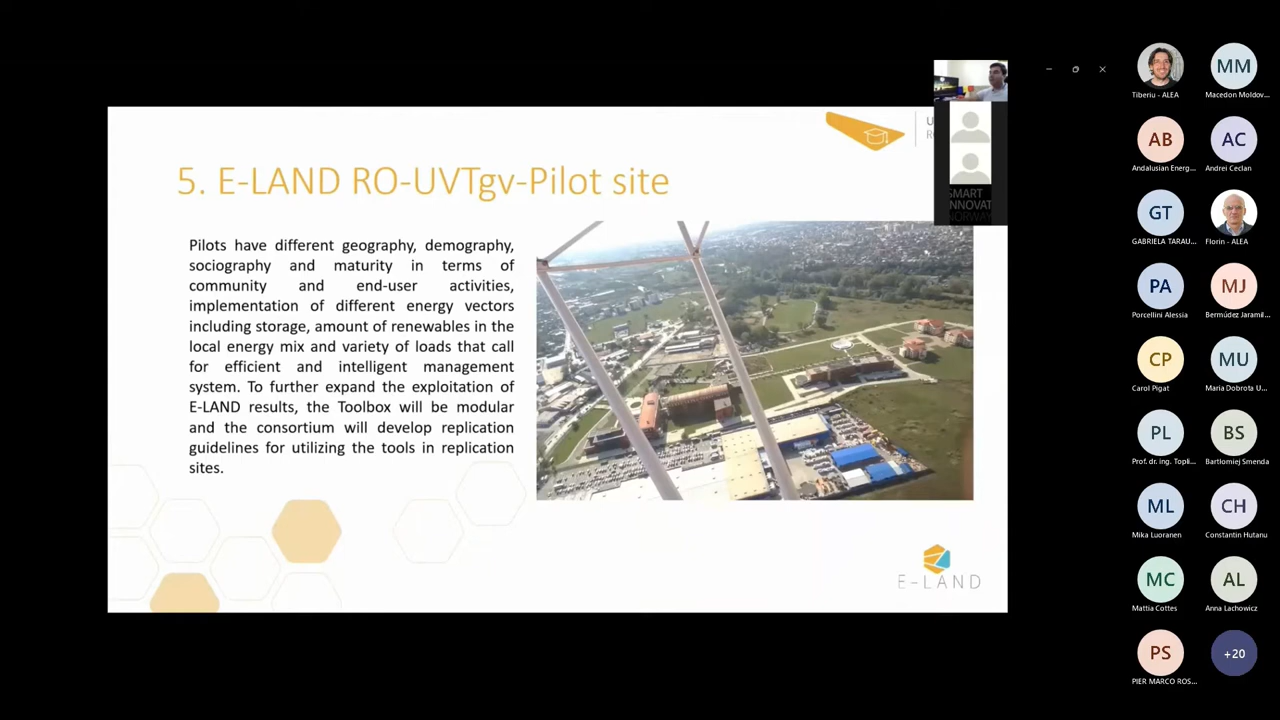 5. E-LAND RO-UVTgv-Pilot site
Pilots have different geography, demography,
sociography and maturity in terms of
community and end-user activities,
implementation of different energy vectors
including storage, amount of renewables in the
local energy mix and variety of loads that call
for efficient and intelligent management
system. To further expand the exploitation of
E-LAND results, the Toolbox will be modular
and the consortium will develop replication
guidelines for utilizing the tools in replication
sites.
E-LAND
SMART
INNOVAT
NORWAY
Tiberiu - ALEA
MM
Macedon Moldov...
AB
Andalusian Energ...
AC
Andrei Ceclan
GT
GABRIELA TARAU...
Florin - ALEA
PA
Porcellini Alessia
MJ
Bermúdez Jaramil...
CP
Carol Pigat
MU
Maria Dobrota U...
PL
Prof. dr. ing. Topli...
BS
Bartlomiej Smenda
ML
Mika Luoranen
CH
Constantin Hutanu
MC
Mattia Cottes
AL
Anna Lachowicz
PS
PIER MARCO ROS...
+20